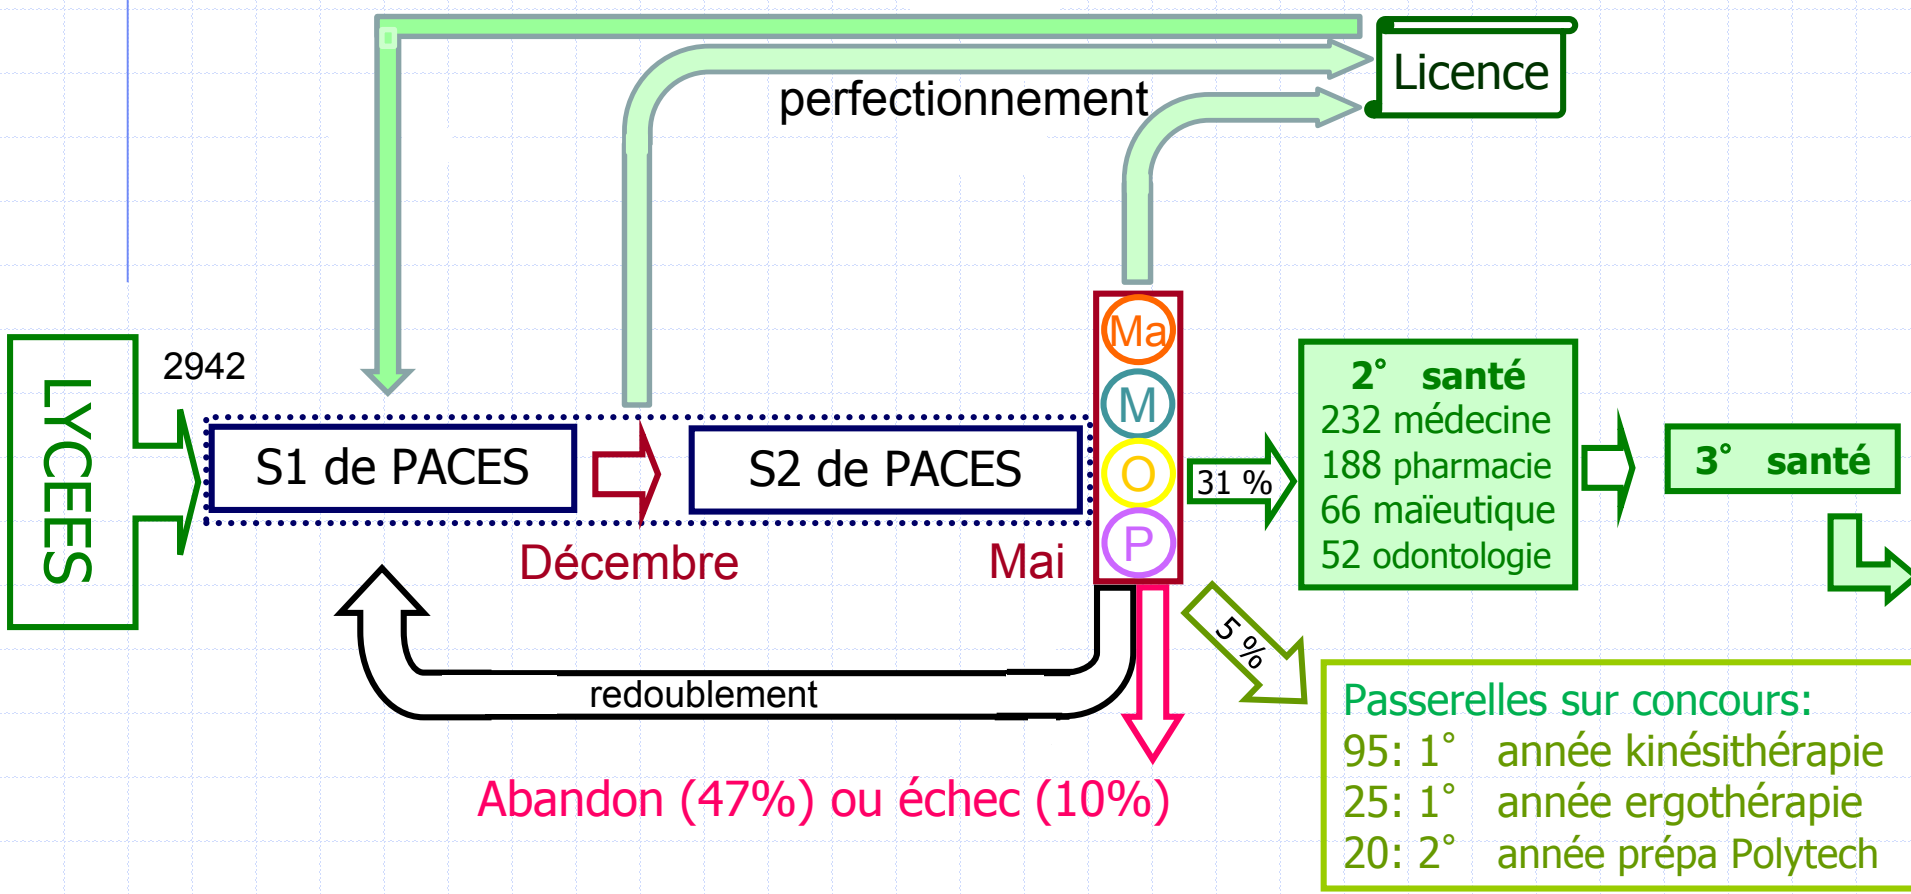 Licence
perfectionnement
LYCEES
2942
S1 de PACES
S2 de PACES
Décembre
Mai
Ma
M
O
P
31 %
2° santé
232 médecine
188 pharmacie
66 maïeutique
52 odontologie
3° santé
5 %
redoublement
Abandon (47%) ou échec (10%)
Passerelles sur concours:
95: 1° année kinésithérapie
25: 1° année ergothérapie
20: 2° année prépa Polytech